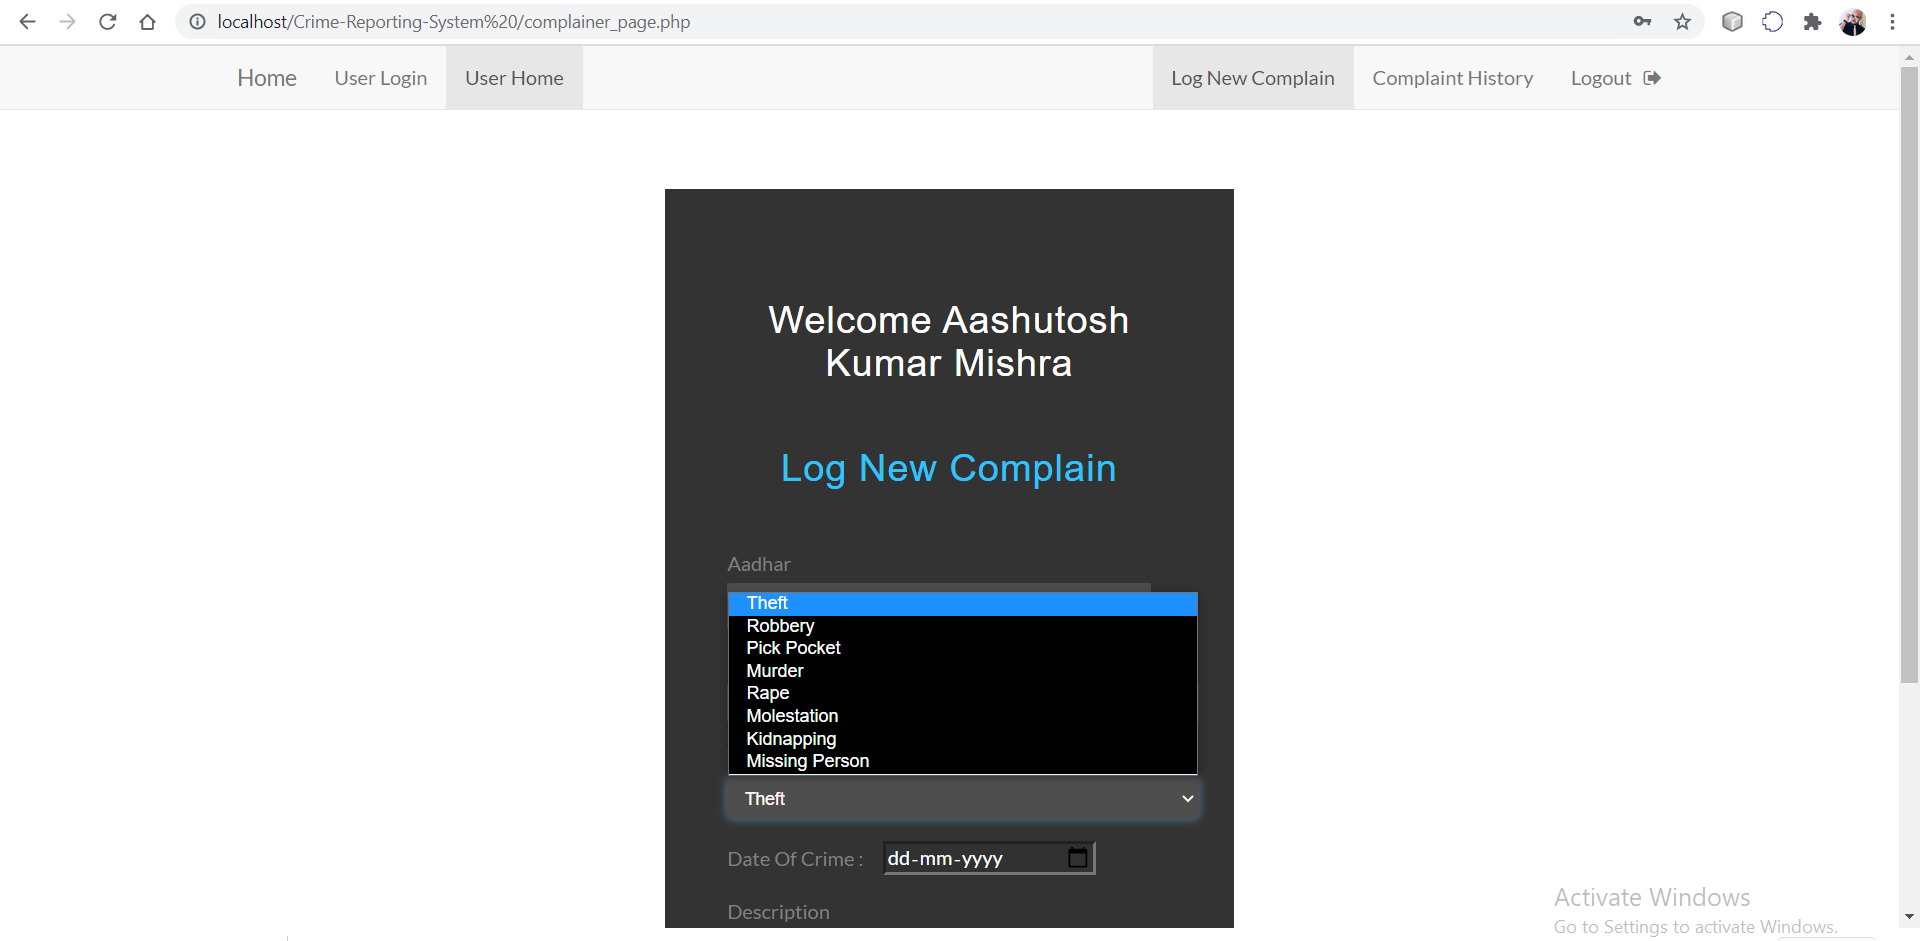 localhost/Crime-Reporting-System%20/complainer_page.php
Home User Login User Home Log New Complain Complaint History Logout
Welcome Aashutosh
Kumar Mishra
Log New Complain
Aadhar
Theft
Robbery
Pick Pocket
Murder
Rape
Molestation
Kidnapping
Missing Person
Theft
Date Of Crime : dd-mm-yyyy
Description
Activate Windows
Go to Settings to activate Windows.